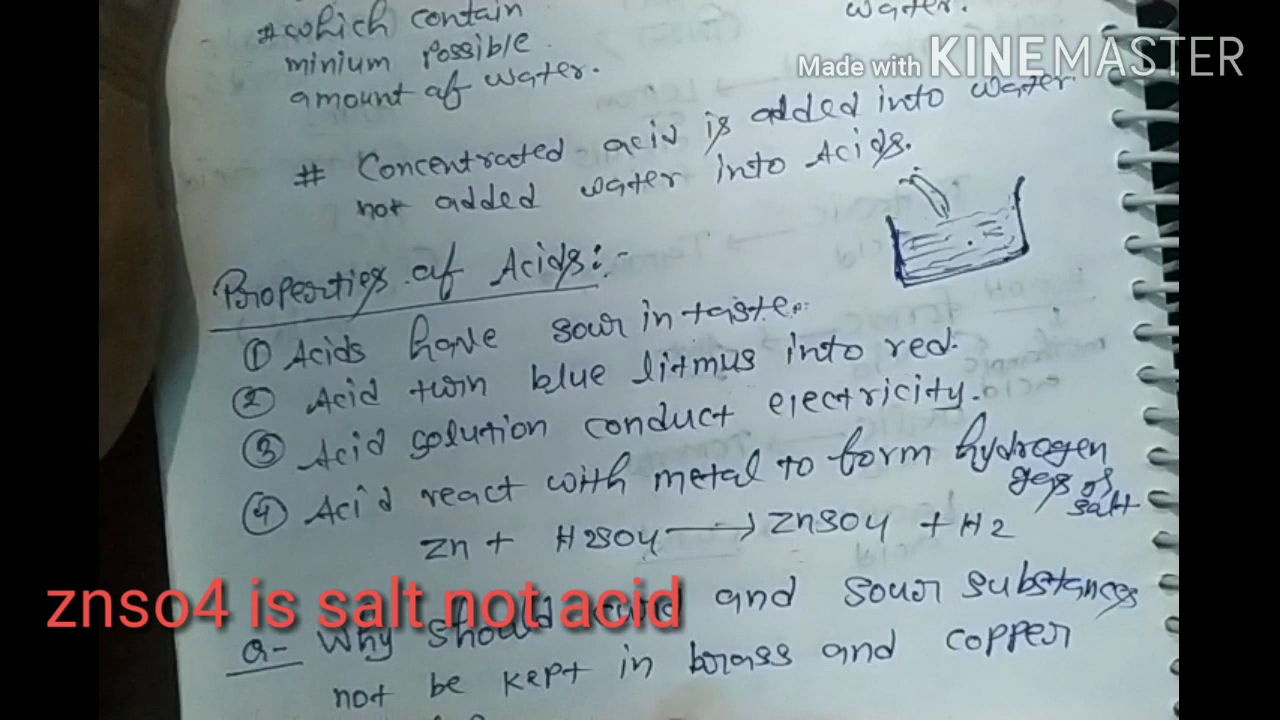 #which contain
water.
minium possible
amount of water.
Made with KINEMASTER
# Concentrated acid is added into water
not added water into Acids.
Properties of Acids:-
① Acids have sour in taste.
② Acid turn blue litmus into red.
③ Acid solution conduct electricity.
④ Acid react with metal to form hydrogen
gas of
salt
Zn + H2SO4 → ZnSO4 + H2
znso4 is salt not acid
Q- Why should and sour substances
not be kept in brass and copper